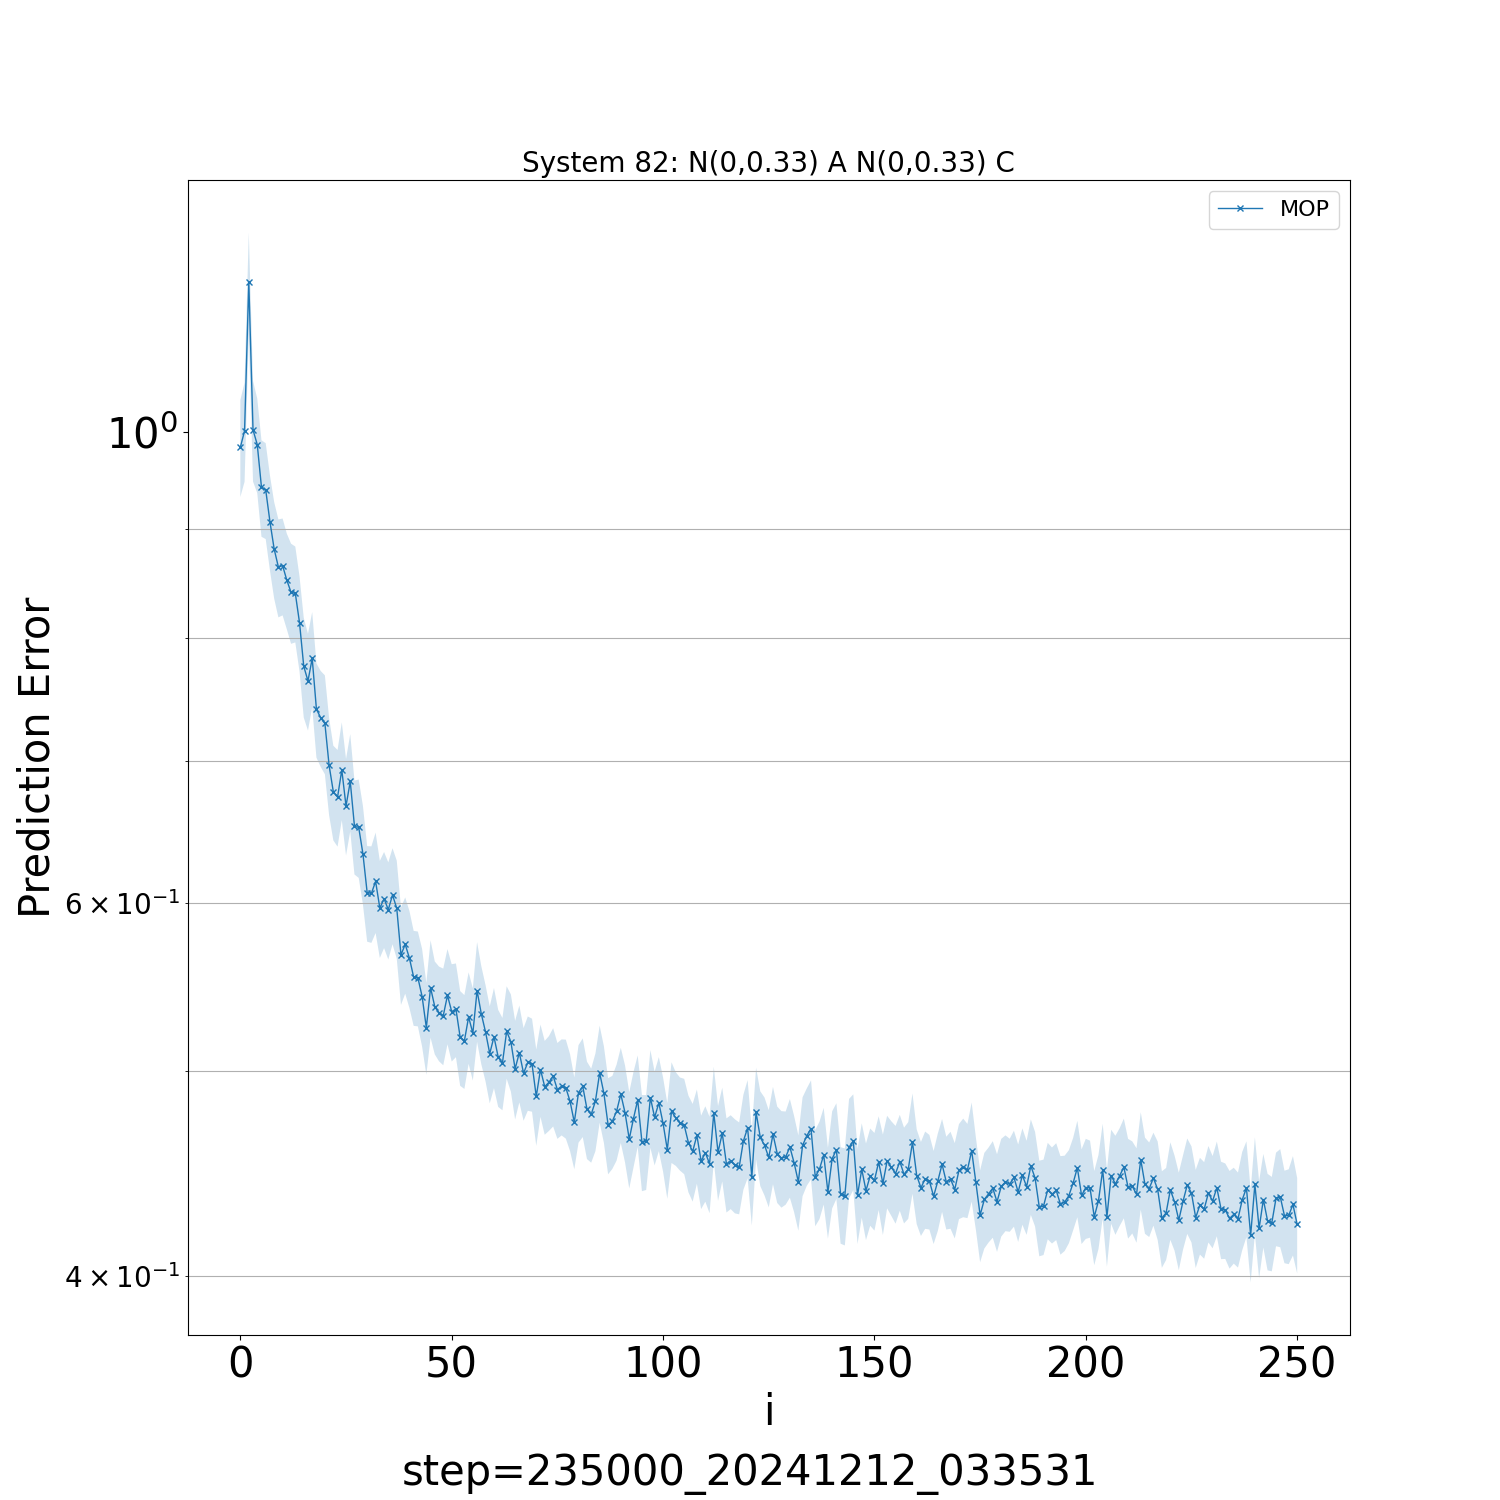 System 82: N(0,0.33) A N(0,0.33) C
MOP
10⁰
6 × 10⁻¹
4 × 10⁻¹
Prediction Error
0 50 100 150 200 250
i
step=235000_20241212_033531